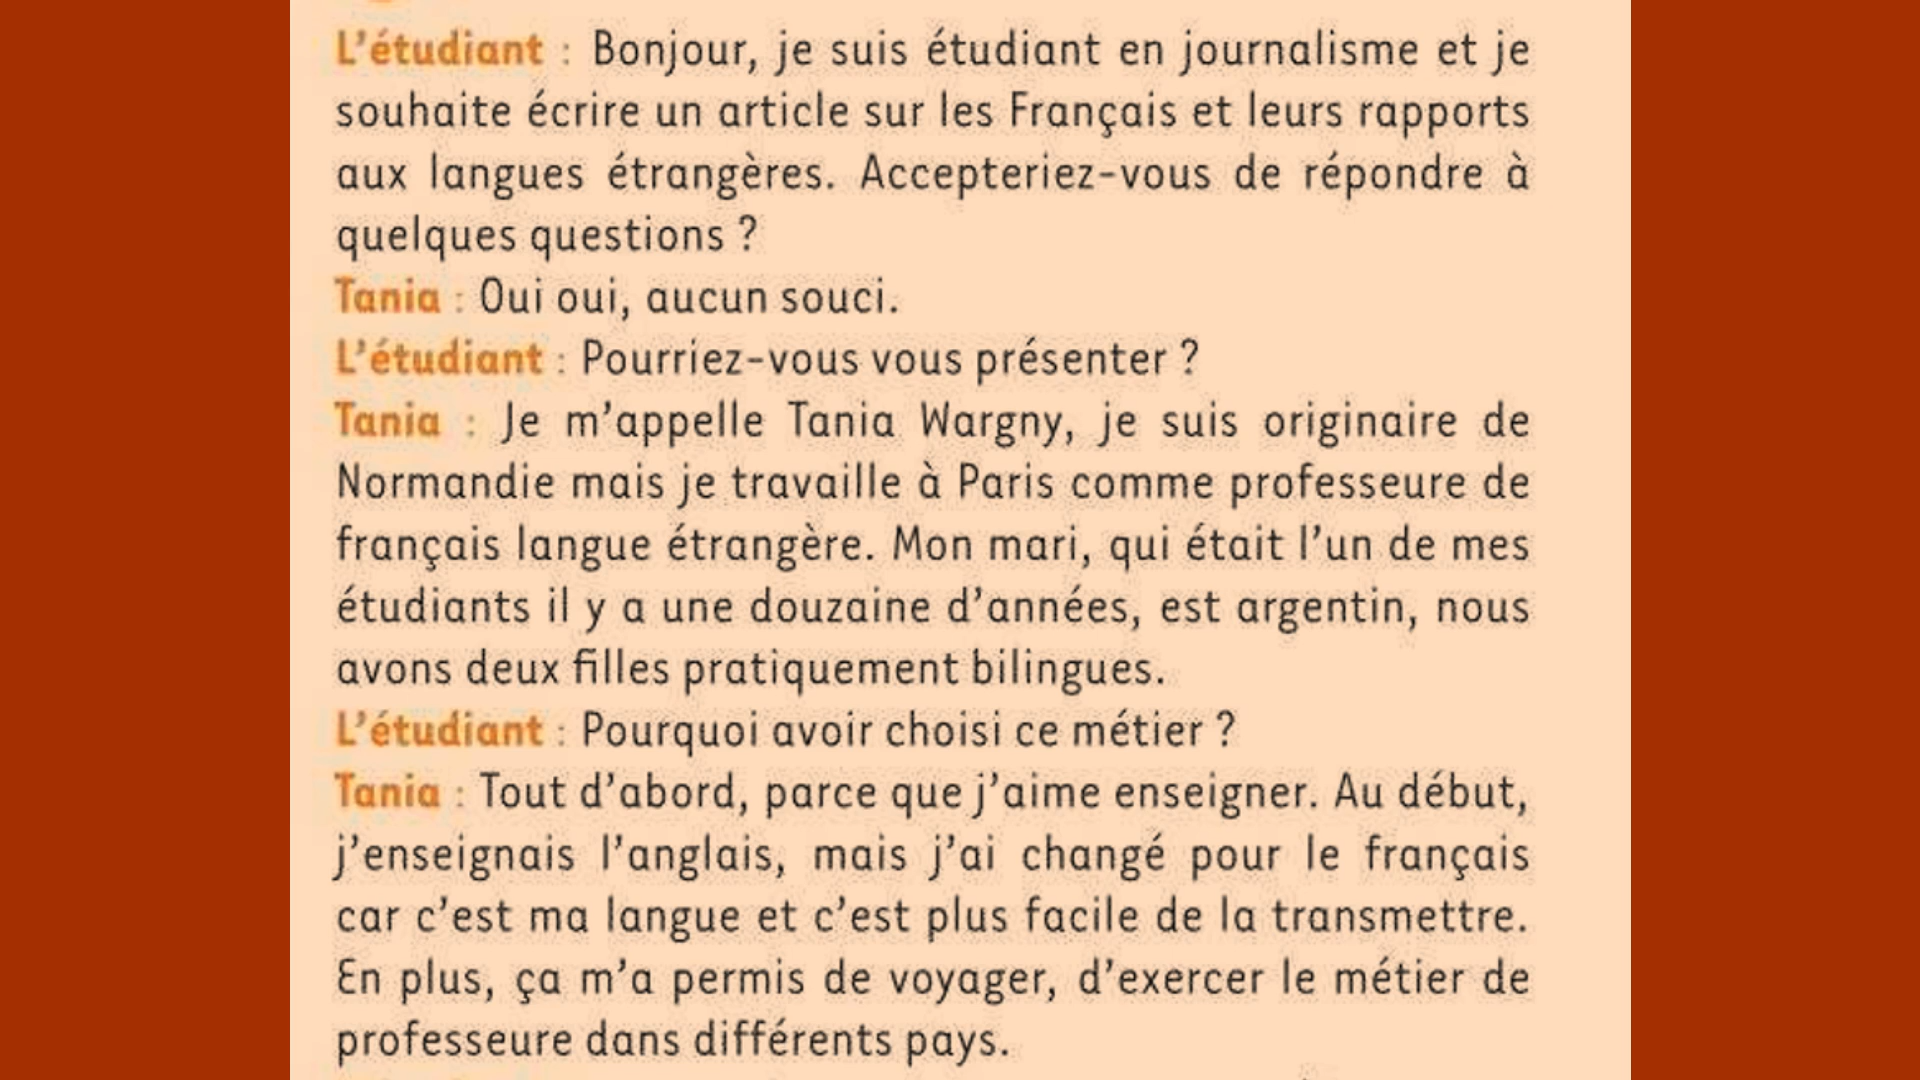 L'étudiant : Bonjour, je suis étudiant en journalisme et je
souhaite écrire un article sur les Français et leurs rapports
aux langues étrangères. Accepteriez-vous de répondre à
quelques questions ?
Tania : Oui oui, aucun souci.
L'étudiant : Pourriez-vous vous présenter ?
Tania : Je m'appelle Tania Wargny, je suis originaire de
Normandie mais je travaille à Paris comme professeure de
français langue étrangère. Mon mari, qui était l'un de mes
étudiants il y a une douzaine d'années, est argentin, nous
avons deux filles pratiquement bilingues.
L'étudiant : Pourquoi avoir choisi ce métier ?
Tania : Tout d'abord, parce que j'aime enseigner. Au début,
j'enseignais l'anglais, mais j'ai changé pour le français
car c'est ma langue et c'est plus facile de la transmettre.
En plus, ça m'a permis de voyager, d'exercer le métier de
professeure dans différents pays.